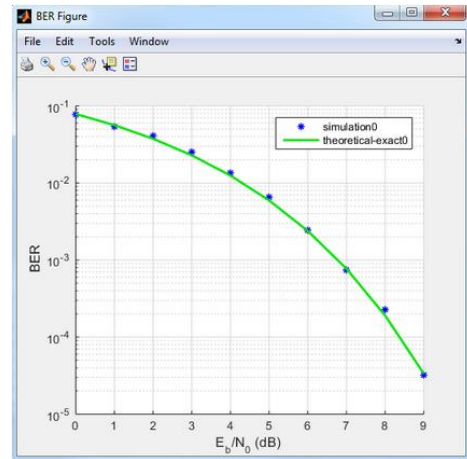 BER Figure
File Edit Tools Window
simulation0
theoretical-exact0
10^-1
10^-2
10^-3
10^-4
10^-5
BER
0 1 2 3 4 5 6 7 8 9
E_b/N_0 (dB)